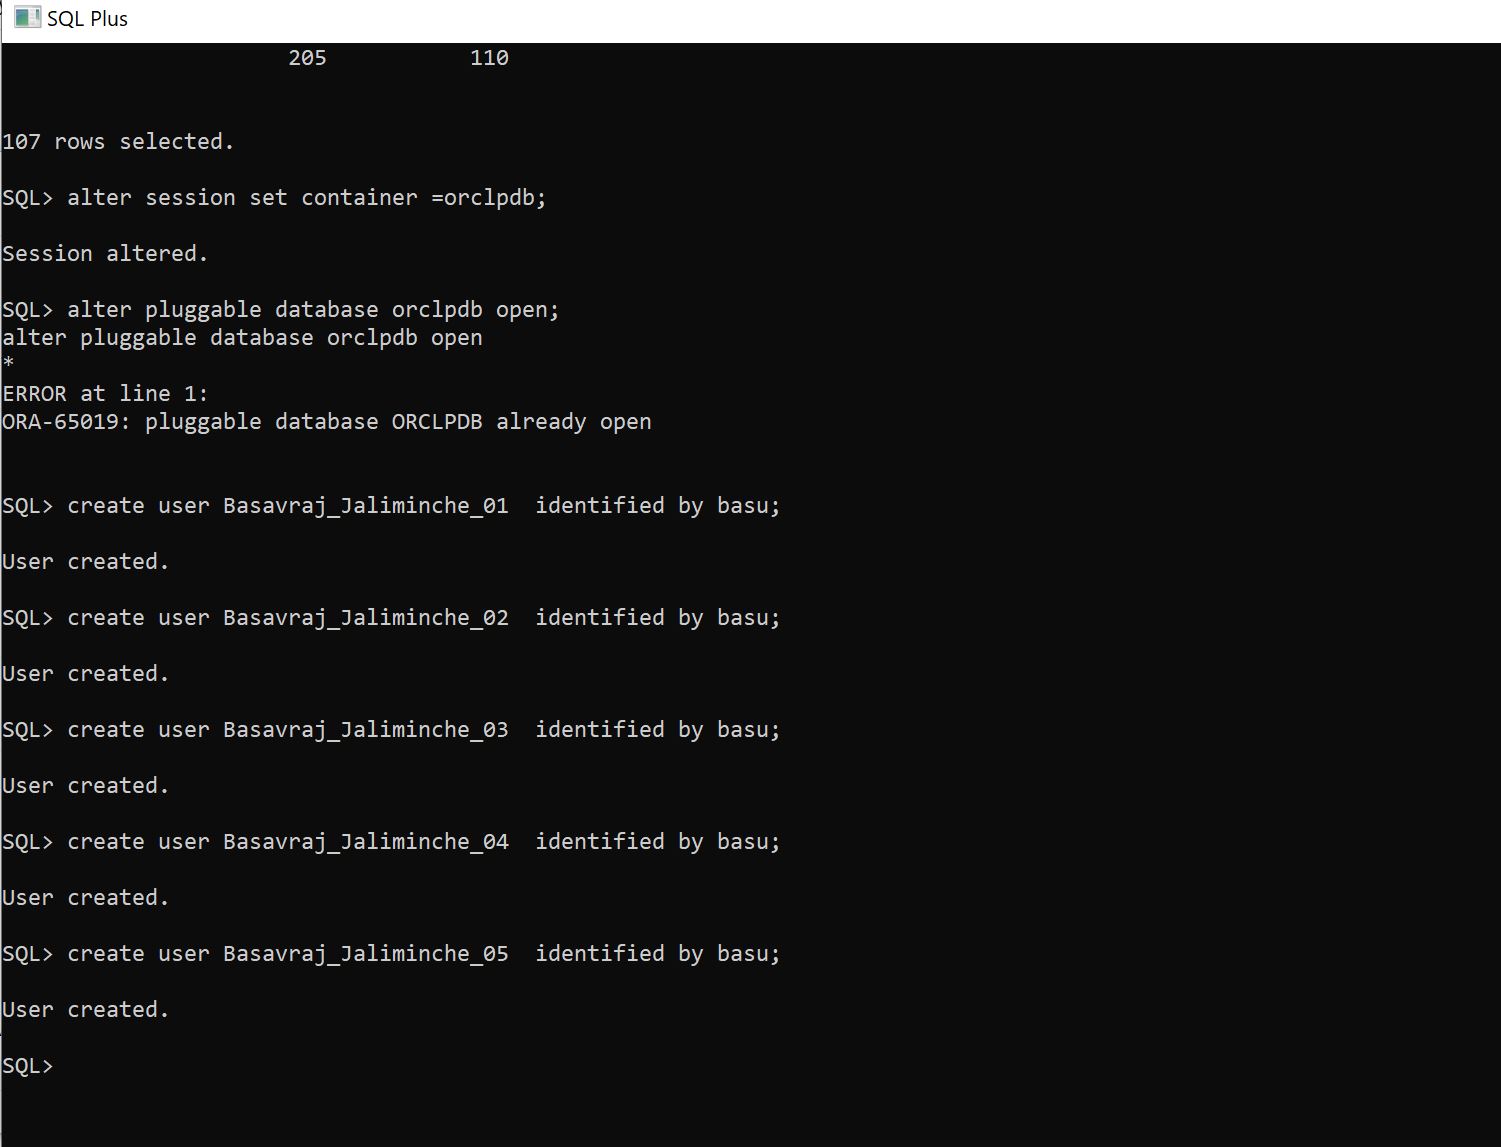 SQL Plus
205 110
107 rows selected.
SQL> alter session set container =orclpdb;
Session altered.
SQL> alter pluggable database orclpdb open;
alter pluggable database orclpdb open
*
ERROR at line 1:
ORA-65019: pluggable database ORCLPDB already open
SQL> create user Basavraj_Jaliminche_01  identified by basu;
User created.
SQL> create user Basavraj_Jaliminche_02  identified by basu;
User created.
SQL> create user Basavraj_Jaliminche_03  identified by basu;
User created.
SQL> create user Basavraj_Jaliminche_04  identified by basu;
User created.
SQL> create user Basavraj_Jaliminche_05  identified by basu;
User created.
SQL>